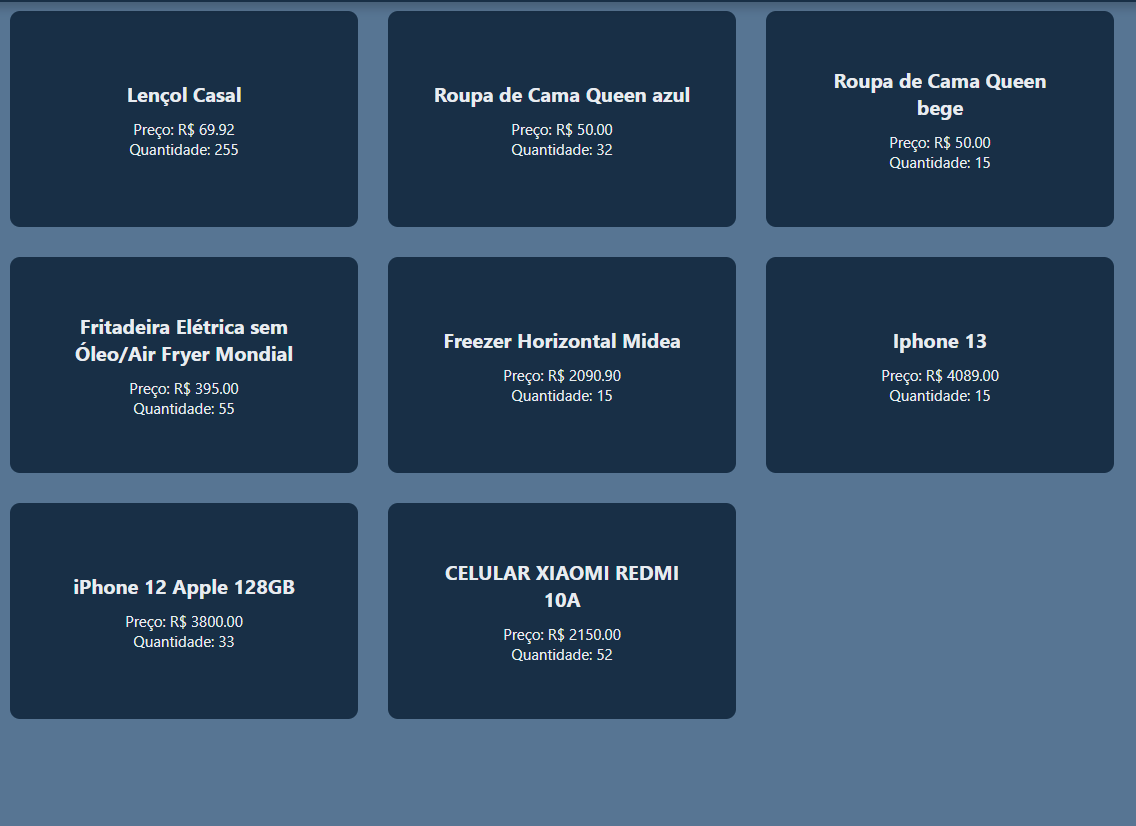 Lençol Casal
Preço: R$ 69.92
Quantidade: 255
Roupa de Cama Queen azul
Preço: R$ 50.00
Quantidade: 32
Roupa de Cama Queen
bege
Preço: R$ 50.00
Quantidade: 15
Fritadeira Elétrica sem
Óleo/Air Fryer Mondial
Preço: R$ 395.00
Quantidade: 55
Freezer Horizontal Midea
Preço: R$ 2090.90
Quantidade: 15
Iphone 13
Preço: R$ 4089.00
Quantidade: 15
iPhone 12 Apple 128GB
Preço: R$ 3800.00
Quantidade: 33
CELULAR XIAOMI REDMI
10A
Preço: R$ 2150.00
Quantidade: 52